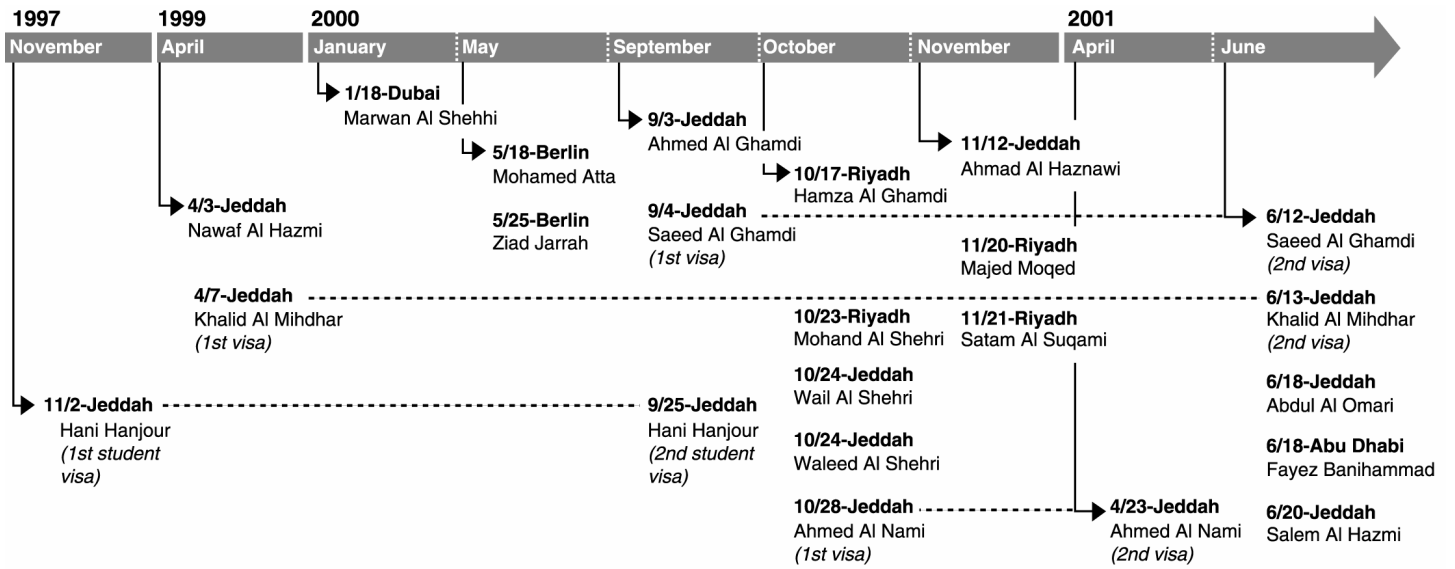 1997
1999
2000
2001
November
April
January
May
September
October
November
April
June
11/2-Jeddah
Hani Hanjour
(1st student
visa)
4/3-Jeddah
Nawaf Al Hazmi
4/7-Jeddah
Khalid Al Mihdhar
(1st visa)
1/18-Dubai
Marwan Al Shehhi
5/18-Berlin
Mohamed Atta
5/25-Berlin
Ziad Jarrah
9/3-Jeddah
Ahmed Al Ghamdi
9/4-Jeddah
Saeed Al Ghamdi
(1st visa)
9/25-Jeddah
Hani Hanjour
(2nd student
visa)
10/17-Riyadh
Hamza Al Ghamdi
10/23-Riyadh
Mohand Al Shehri
10/24-Jeddah
Wail Al Shehri
10/24-Jeddah
Waleed Al Shehri
10/28-Jeddah
Ahmed Al Nami
(1st visa)
11/12-Jeddah
Ahmad Al Haznawi
11/20-Riyadh
Majed Moqed
11/21-Riyadh
Satam Al Suqami
4/23-Jeddah
Ahmed Al Nami
(2nd visa)
6/12-Jeddah
Saeed Al Ghamdi
(2nd visa)
6/13-Jeddah
Khalid Al Mihdhar
(2nd visa)
6/18-Jeddah
Abdul Al Omari
6/18-Abu Dhabi
Fayez Banihammad
6/20-Jeddah
Salem Al Hazmi